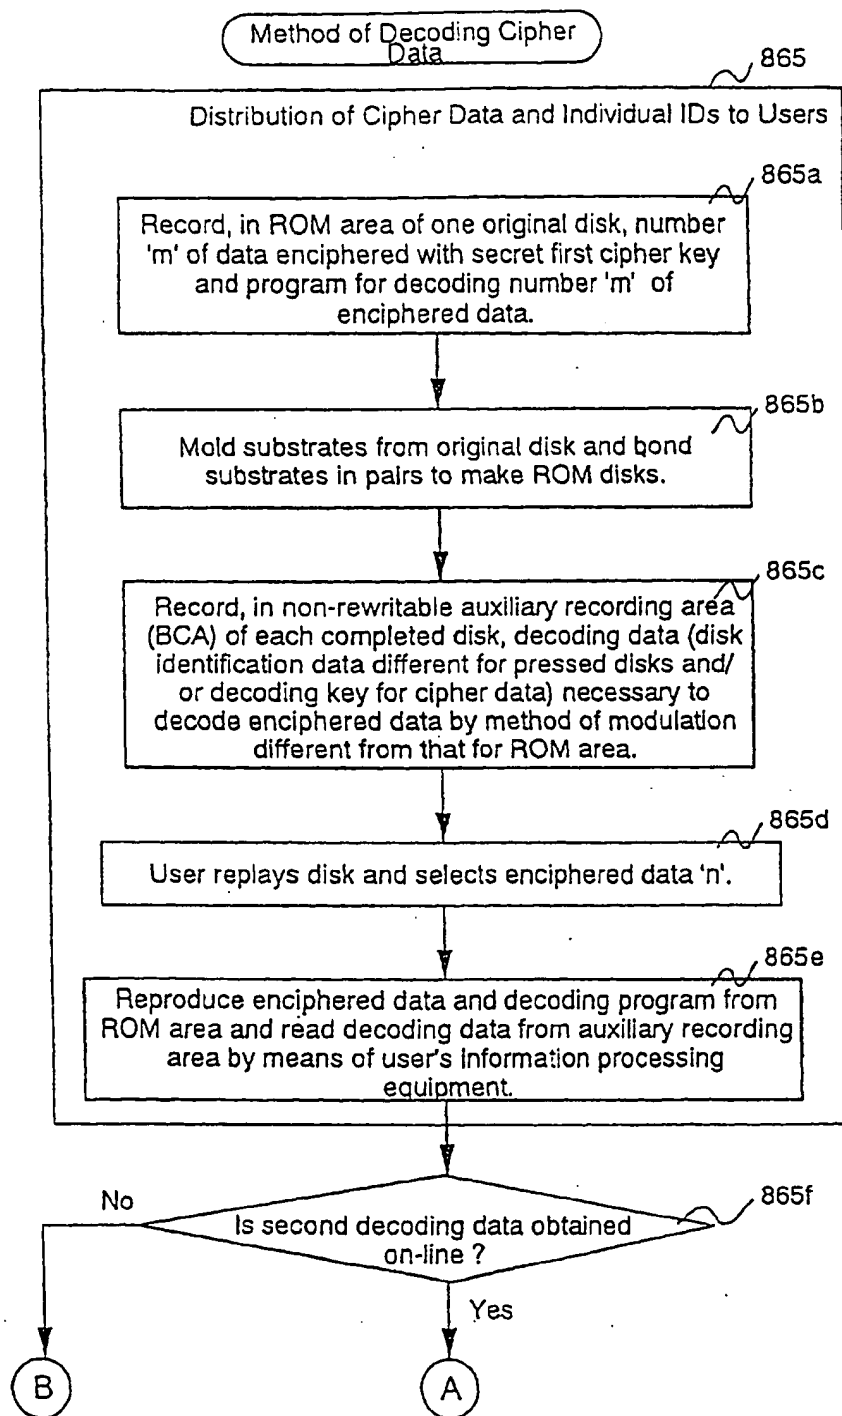 Method of Decoding Cipher
Data
865
Distribution of Cipher Data and Individual IDs to Users
865a
Record, in ROM area of one original disk, number
'm' of data enciphered with secret first cipher key
and program for decoding number 'm' of
enciphered data.
865b
Mold substrates from original disk and bond
substrates in pairs to make ROM disks.
865c
Record, in non-rewritable auxiliary recording area
(BCA) of each completed disk, decoding data (disk
identification data different for pressed disks and/
or decoding key for cipher data) necessary to
decode enciphered data by method of modulation
different from that for ROM area.
865d
User replays disk and selects enciphered data 'n'.
865e
Reproduce enciphered data and decoding program from
ROM area and read decoding data from auxiliary recording
area by means of user's information processing
equipment.
865f
No
Is second decoding data obtained
on-line ?
Yes
B
A